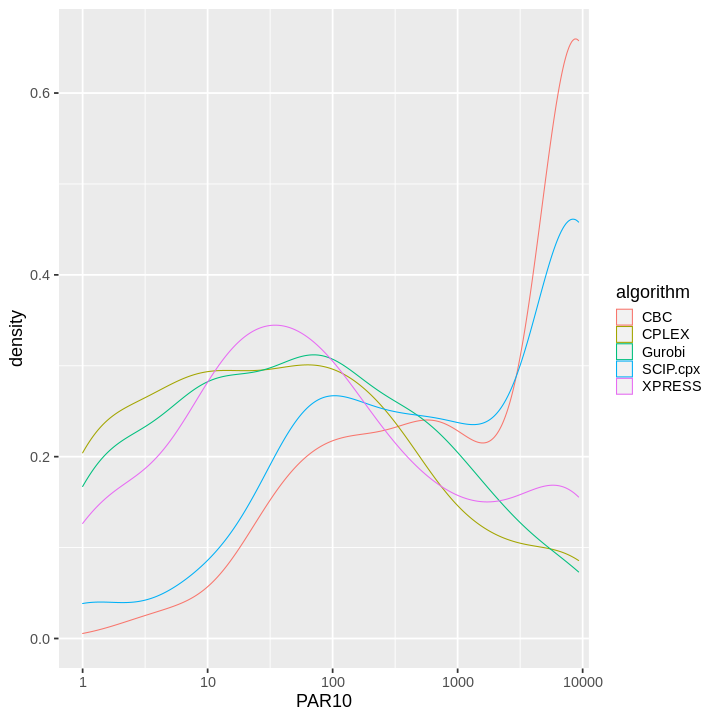 0.6
0.4
0.2
0.0
density
1
10
100
1000
10000
PAR10
algorithm
CBC
CPLEX
Gurobi
SCIP.cpx
XPRESS